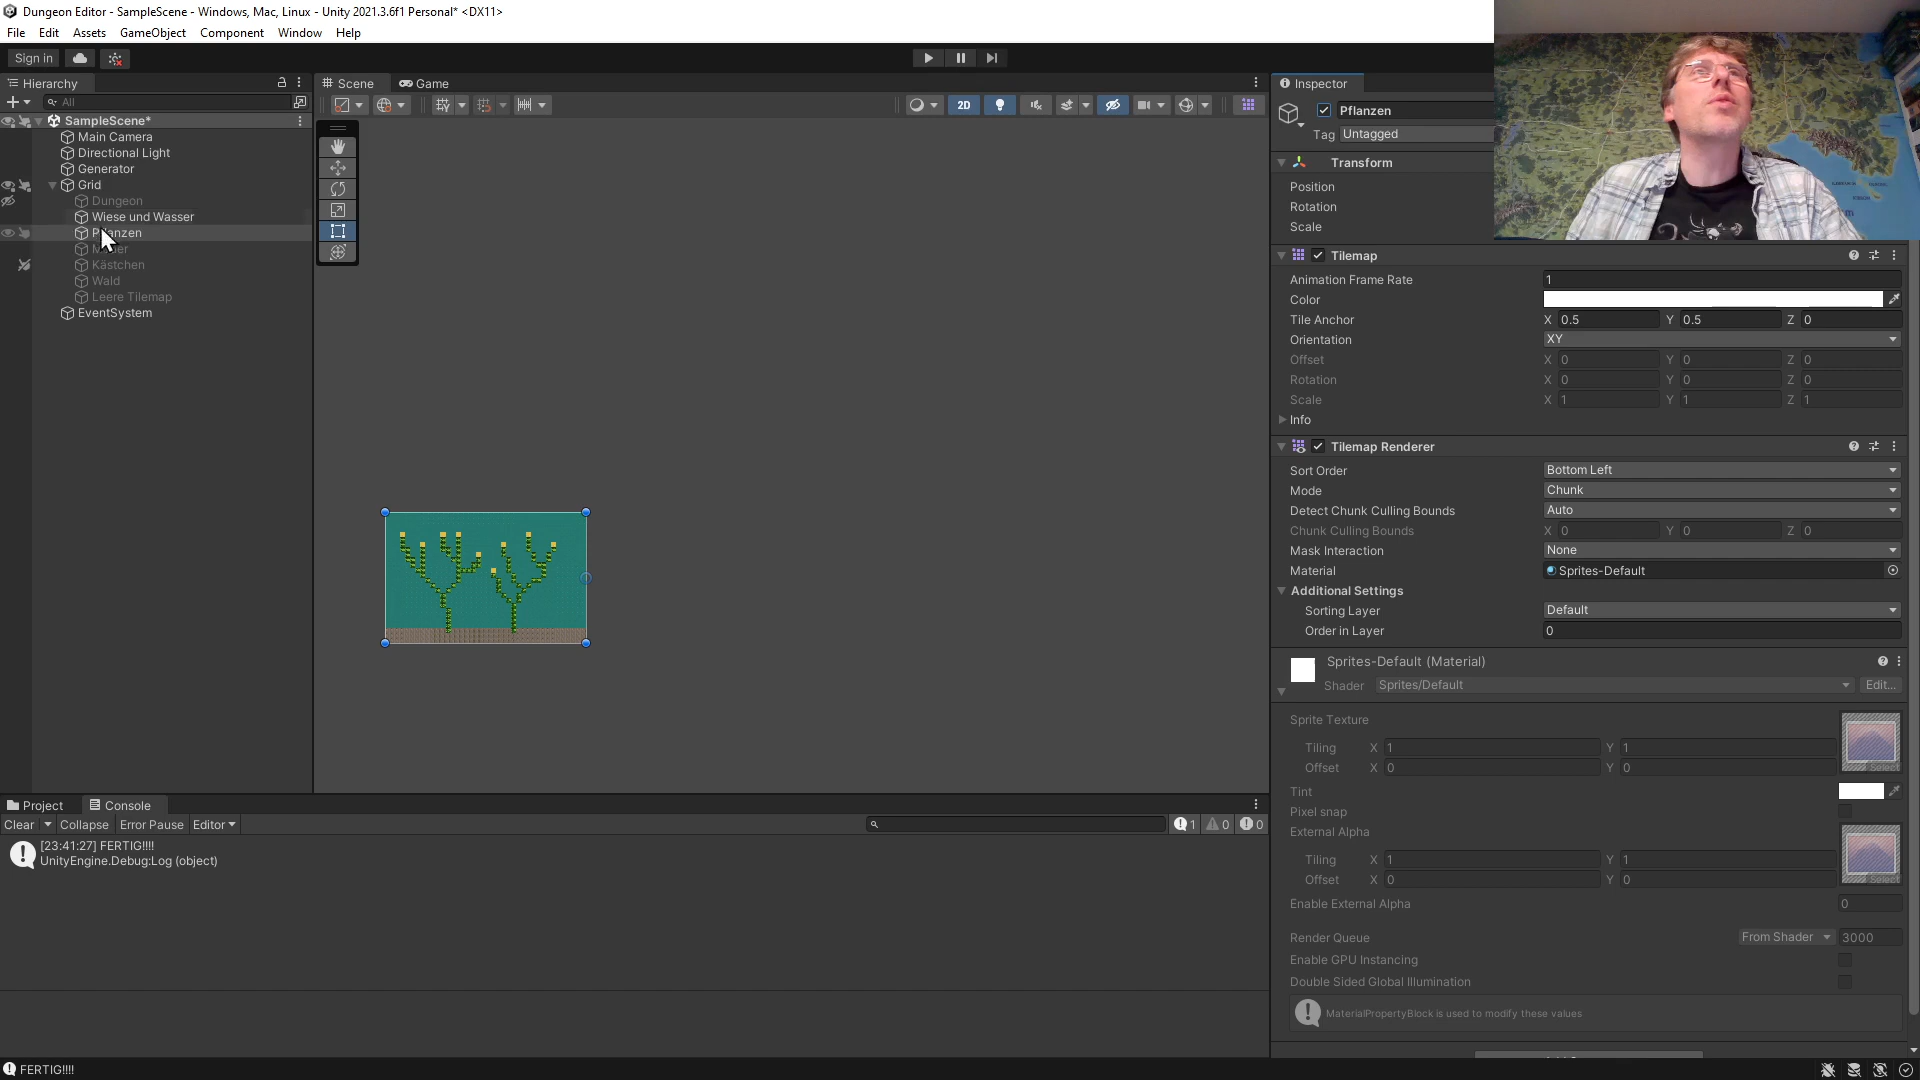 Dungeon Editor - SampleScene - Windows, Mac, Linux - Unity 2021.3.6f1 Personal* <DX11>
File Edit Assets GameObject Component Window Help
Sign in
Hierarchy
All
SampleScene*
Main Camera
Directional Light
Generator
Grid
Dungeon
Wiese und Wasser
Pflanzen
Kästchen
Wald
Leere Tilemap
EventSystem
Scene Game
2D
Inspector
Pflanzen
Tag Untagged
Transform
Position
Rotation
Scale
Tilemap
Animation Frame Rate 1
Color
Tile Anchor X 0.5 Y 0.5 Z 0
Orientation XY
Offset X 0 Y 0 Z 0
Rotation X 0 Y 0 Z 0
Scale X 1 Y 1 Z 1
Info
Tilemap Renderer
Sort Order Bottom Left
Mode Chunk
Detect Chunk Culling Bounds Auto
Chunk Culling Bounds X 0 Y 0 Z 0
Mask Interaction None
Material Sprites-Default
Additional Settings
Sorting Layer Default
Order in Layer 0
Sprites-Default (Material)
Shader Sprites/Default Edit...
Sprite Texture
Tiling X 1 Y 1
Offset X 0 Y 0
Select
Tint
Pixel snap
External Alpha
Tiling X 1 Y 1
Offset X 0 Y 0
Select
Enable External Alpha 0
Render Queue From Shader 3000
Enable GPU Instancing
Double Sided Global Illumination
MaterialPropertyBlock is used to modify these values
Project Console
Clear Collapse Error Pause Editor 1 0 0
[23:41:27] FERTIG!!!!
UnityEngine.Debug:Log (object)
FERTIG!!!!